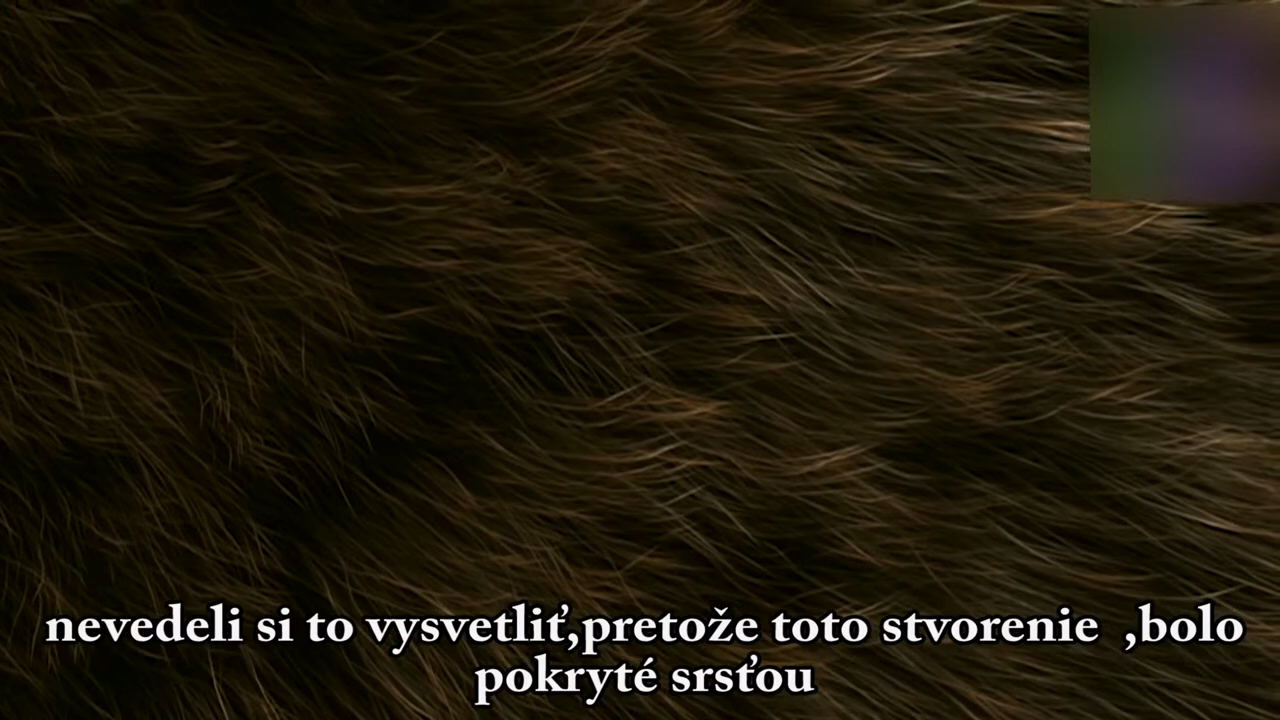 nevedeli si to vysvetliť,pretože toto stvorenie  ,bolo
pokryté srsťou